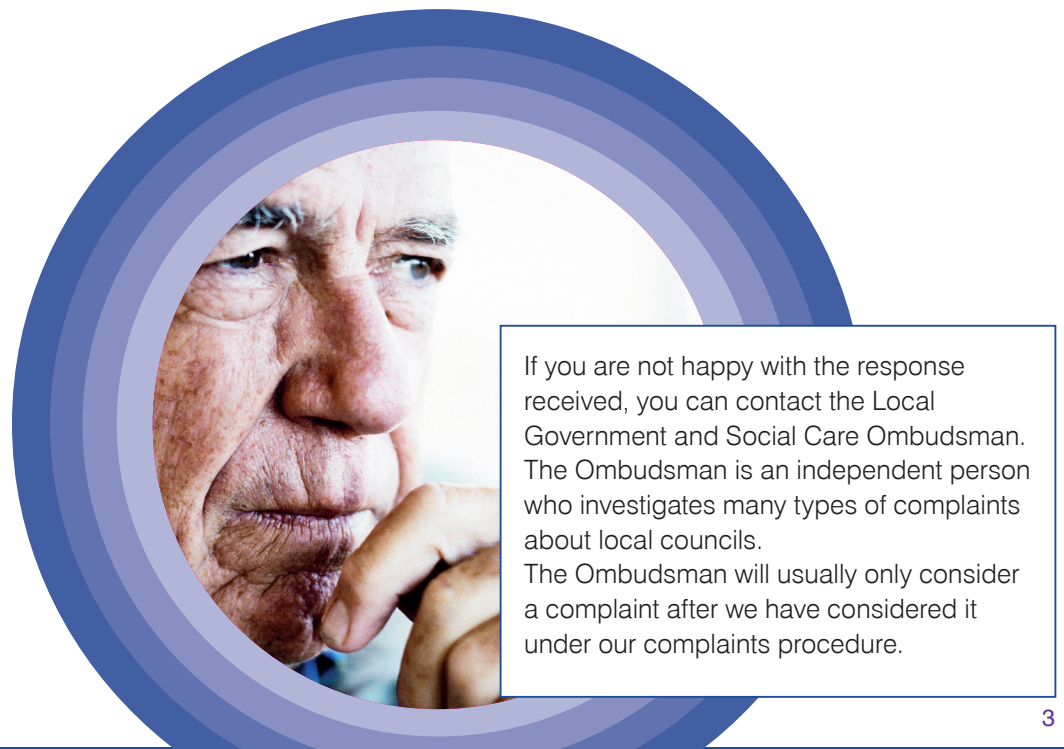 If you are not happy with the response
received, you can contact the Local
Government and Social Care Ombudsman.
The Ombudsman is an independent person
who investigates many types of complaints
about local councils.
The Ombudsman will usually only consider
a complaint after we have considered it
under our complaints procedure.
3